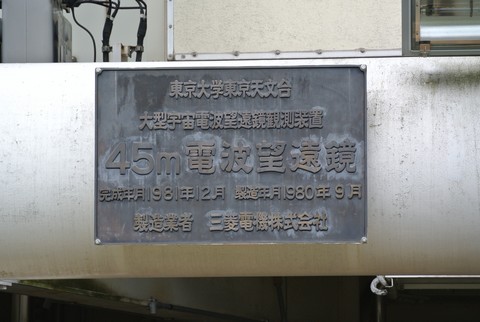 東京大学東京天文台
大型宇宙電波望遠鏡観測装置
45m電波望遠鏡
完成年月1981年12月 製造年月1980年9月
製造業者 三菱電機株式会社